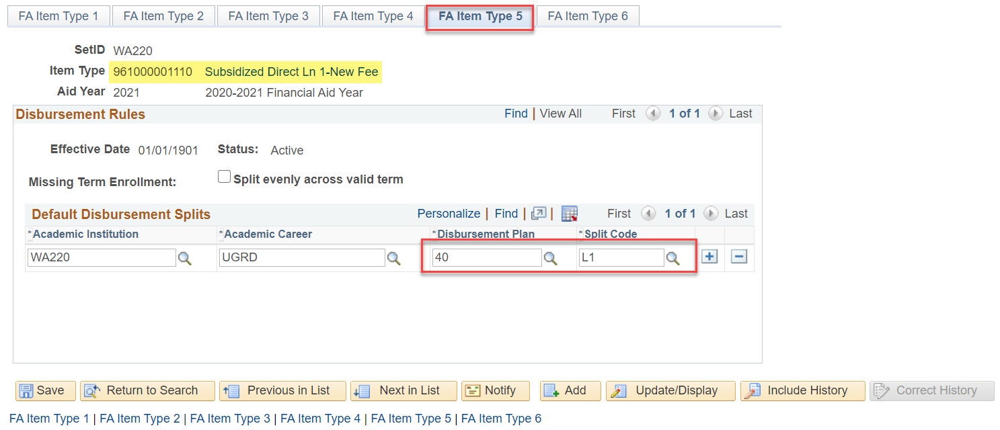 FA Item Type 1 FA Item Type 2 FA Item Type 3 FA Item Type 4 FA Item Type 5 FA Item Type 6
SetID WA220
Item Type 961000001110 Subsidized Direct Ln 1-New Fee
Aid Year 2021 2020-2021 Financial Aid Year
Disbursement Rules Find | View All First 1 of 1 Last
Effective Date 01/01/1901 Status: Active
Missing Term Enrollment: Split evenly across valid term
Default Disbursement Splits Personalize | Find | | First 1 of 1 Last
*Academic Institution *Academic Career *Disbursement Plan *Split Code
WA220 UGRD 40 L1
Save Return to Search Previous in List Next in List Notify Add Update/Display Include History Correct History
FA Item Type 1 | FA Item Type 2 | FA Item Type 3 | FA Item Type 4 | FA Item Type 5 | FA Item Type 6